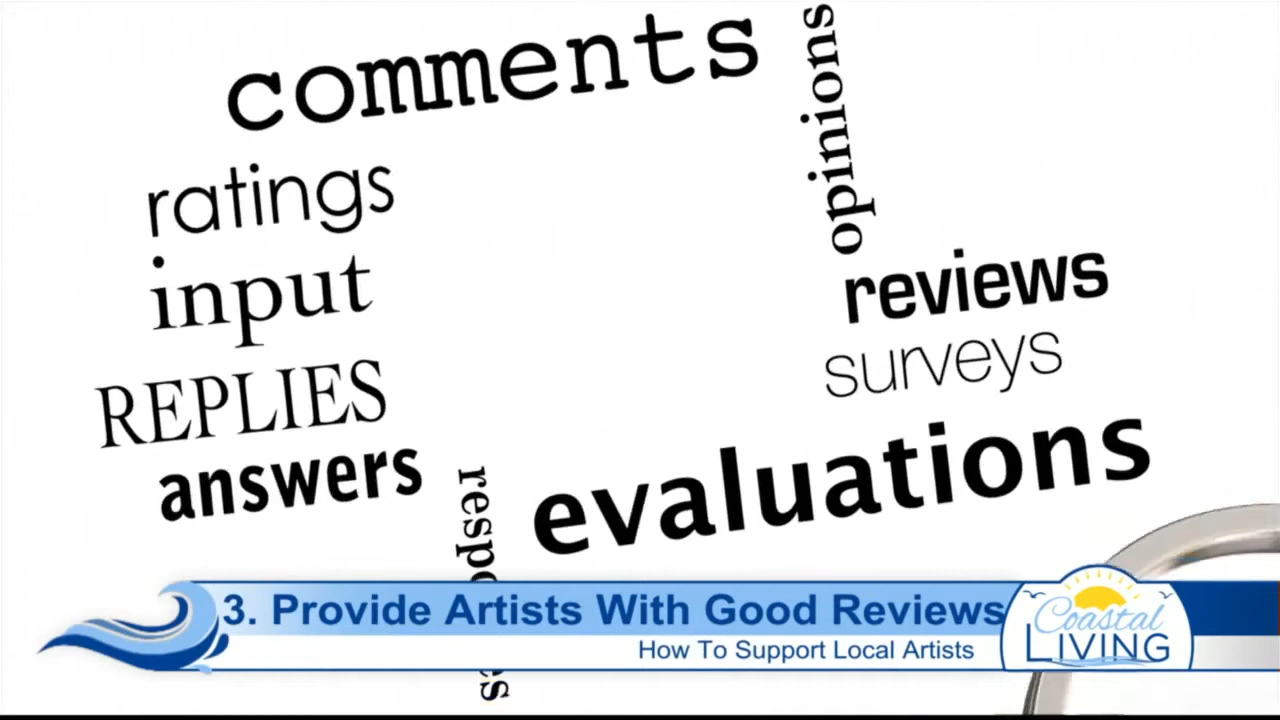 comments
opinions
ratings
input
reviews
surveys
REPLIES
answers
evaluations
3. Provide Artists With Good Reviews
How To Support Local Artists
Coastal
LIVING